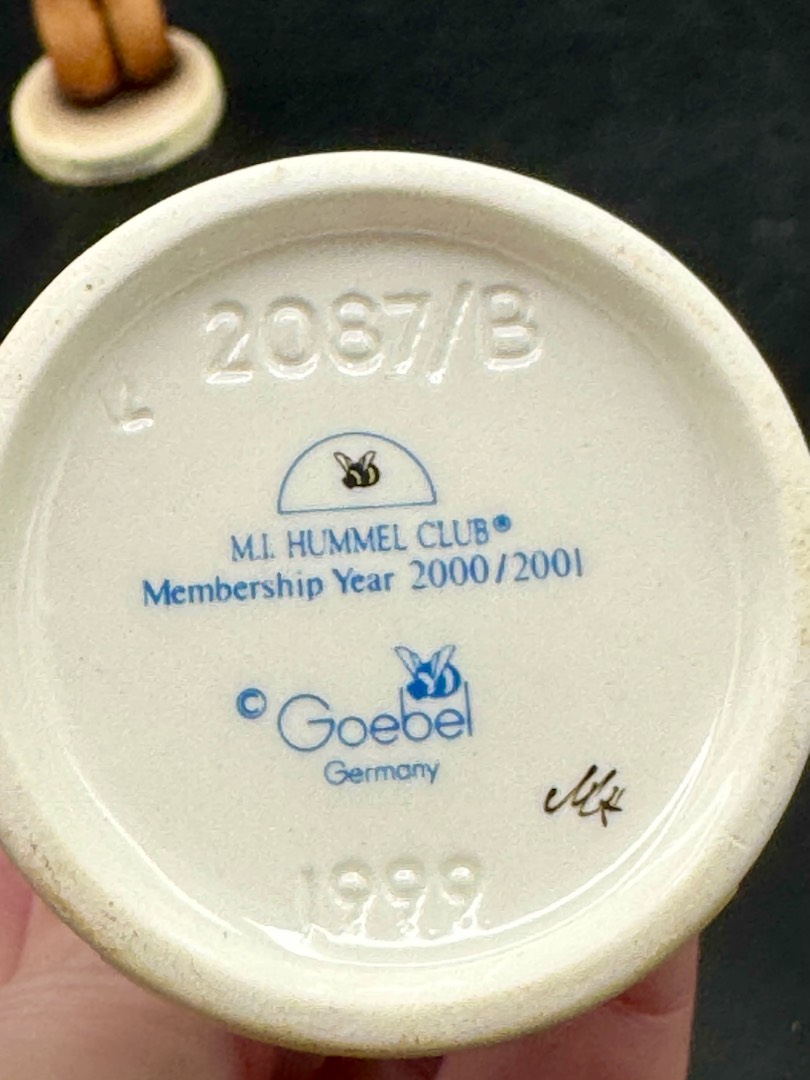 2087/B
M.I. HUMMEL CLUB®
Membership Year 2000/2001
© Goebel
Germany
1999